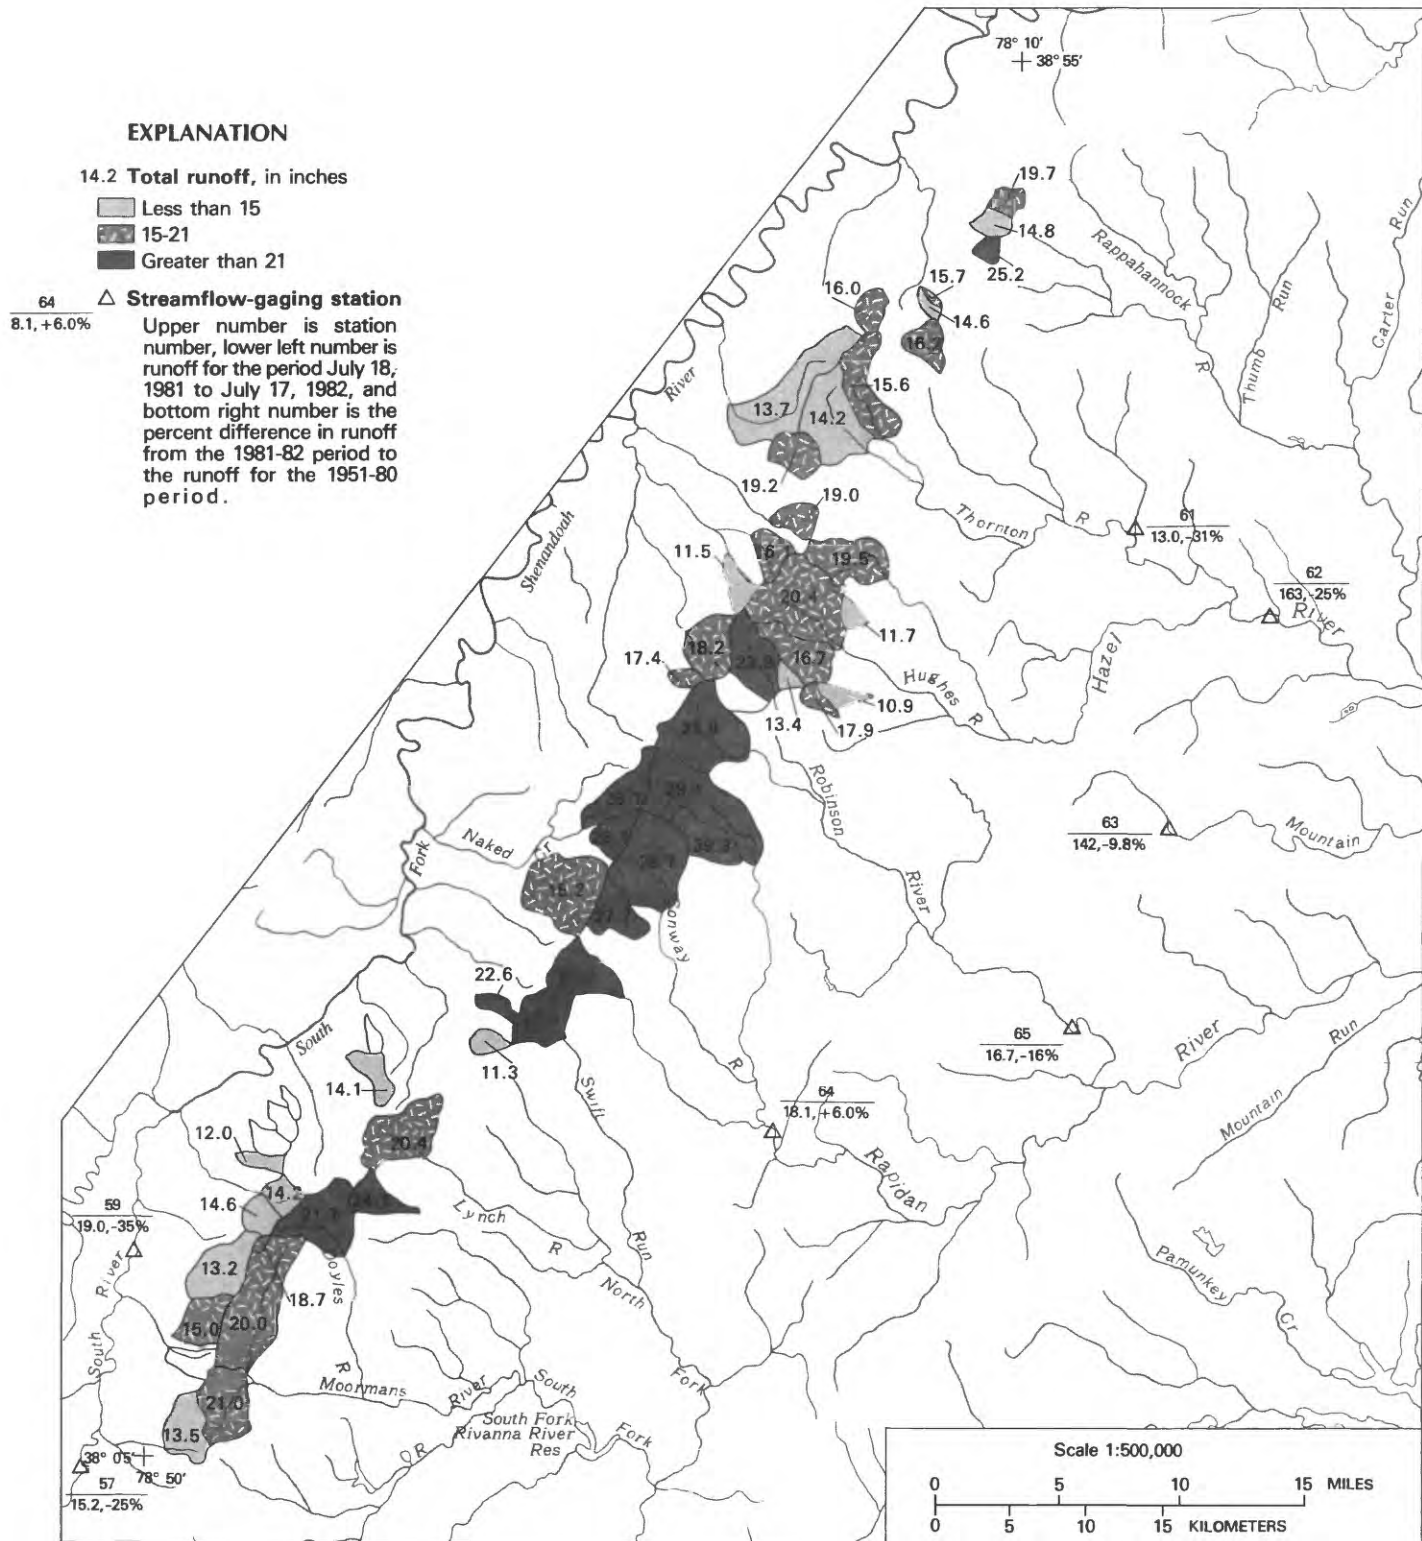 EXPLANATION
14.2 Total runoff, in inches
Less than 15
15-21
Greater than 21
64
8.1, +6.0%
Streamflow-gaging station
Upper number is station
number, lower left number is
runoff for the period July 18,
1981 to July 17, 1982, and
bottom right number is the
percent difference in runoff
from the 1981-82 period to
the runoff for the 1951-80
period.
78° 10'
38° 55'
19.7
14.8
25.2
Rappahannock
R
Thumb
Run
Carter
Run
15.7
14.6
16.0
15.6
13.7
14.2
19.2
River
Shenandoah
19.0
Thornton
R
61
13.0,-31%
62
163,-25%
River
Hazel
11.5
19.5
20.4
11.7
18.2
17.4
23.9
16.7
Hughes R
10.9
13.4
17.9
Robinson
River
63
142,-9.8%
Mountain
Naked
Fork
Conway
R
22.6
11.3
South
65
16.7,-16%
River
Mountain
Run
14.1
Swift
Run
64
18.1,+6.0%
Rapidan
20.4
12.0
14.2
14.6
59
19.0,-35%
Lynch
R
North
Fork
13.2
18.7
Doyles
R
15.0
20.0
River
South
Moormans
River
South
Fork
South Fork
Rivanna River
Res
R
21.0
13.5
38° 05'
78° 50'
57
15.2,-25%
Pamunkey
Cr
Scale 1:500,000
0 5 10 15 MILES
0 5 10 15 KILOMETERS